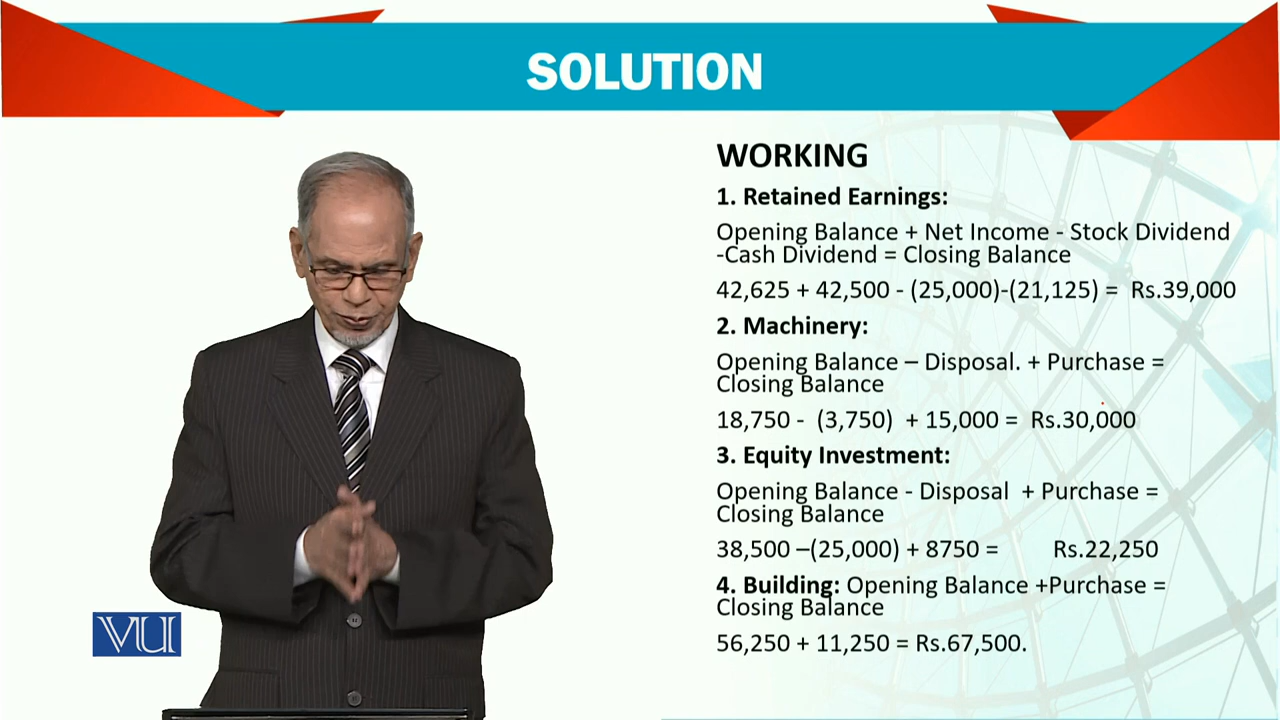 SOLUTION
WORKING
1. Retained Earnings:
Opening Balance + Net Income - Stock Dividend
-Cash Dividend = Closing Balance
42,625 + 42,500 - (25,000)-(21,125) = Rs.39,000
2. Machinery:
Opening Balance – Disposal. + Purchase =
Closing Balance
18,750 - (3,750) + 15,000 = Rs.30,000
3. Equity Investment:
Opening Balance - Disposal + Purchase =
Closing Balance
38,500 –(25,000) + 8750 = Rs.22,250
4. Building: Opening Balance +Purchase =
Closing Balance
56,250 + 11,250 = Rs.67,500.
VU